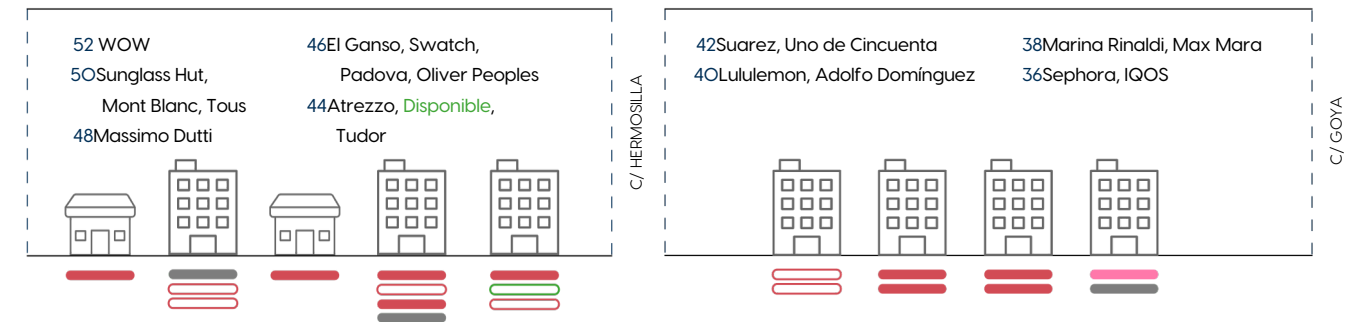 52 WOW
50Sunglass Hut,
Mont Blanc, Tous
48Massimo Dutti
46El Ganso, Swatch,
Padova, Oliver Peoples
44Atrezzo, Disponible,
Tudor
C/ HERMOSILLA
42Suarez, Uno de Cincuenta
40Lululemon, Adolfo Domínguez
38Marina Rinaldi, Max Mara
36Sephora, IQOS
C/ GOYA